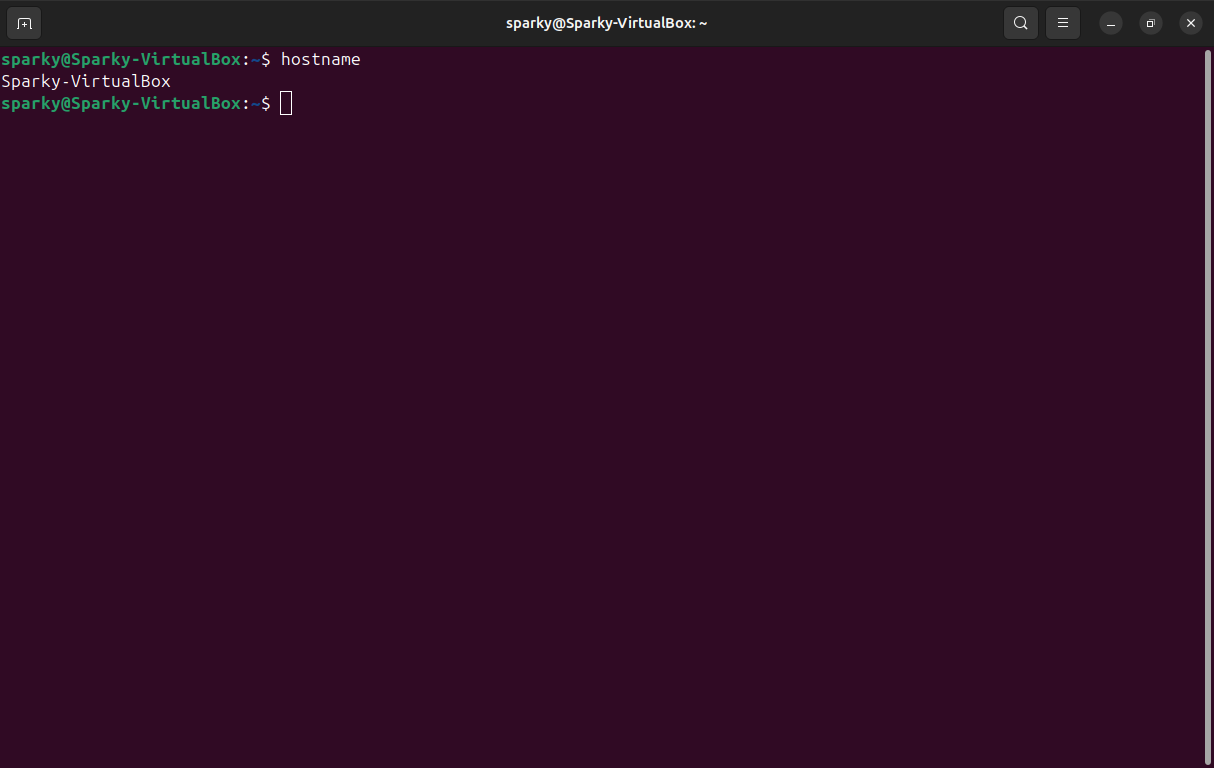 sparky@Sparky-VirtualBox: ~
sparky@Sparky-VirtualBox:~$ hostname
Sparky-VirtualBox
sparky@Sparky-VirtualBox:~$